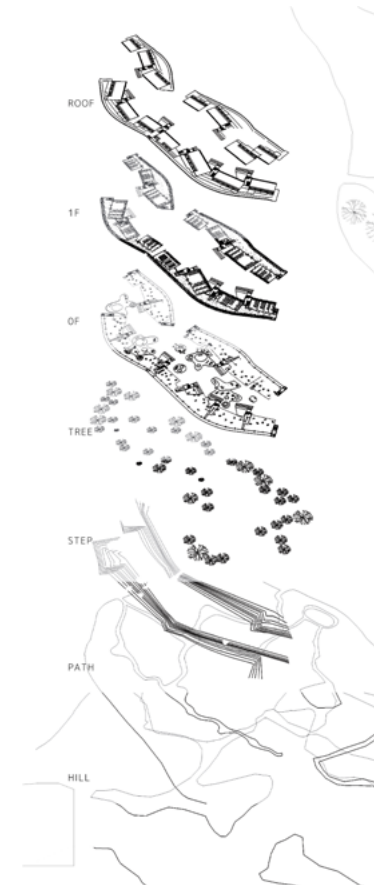 ROOF
1F
0F
TREE
STEP
PATH
HILL